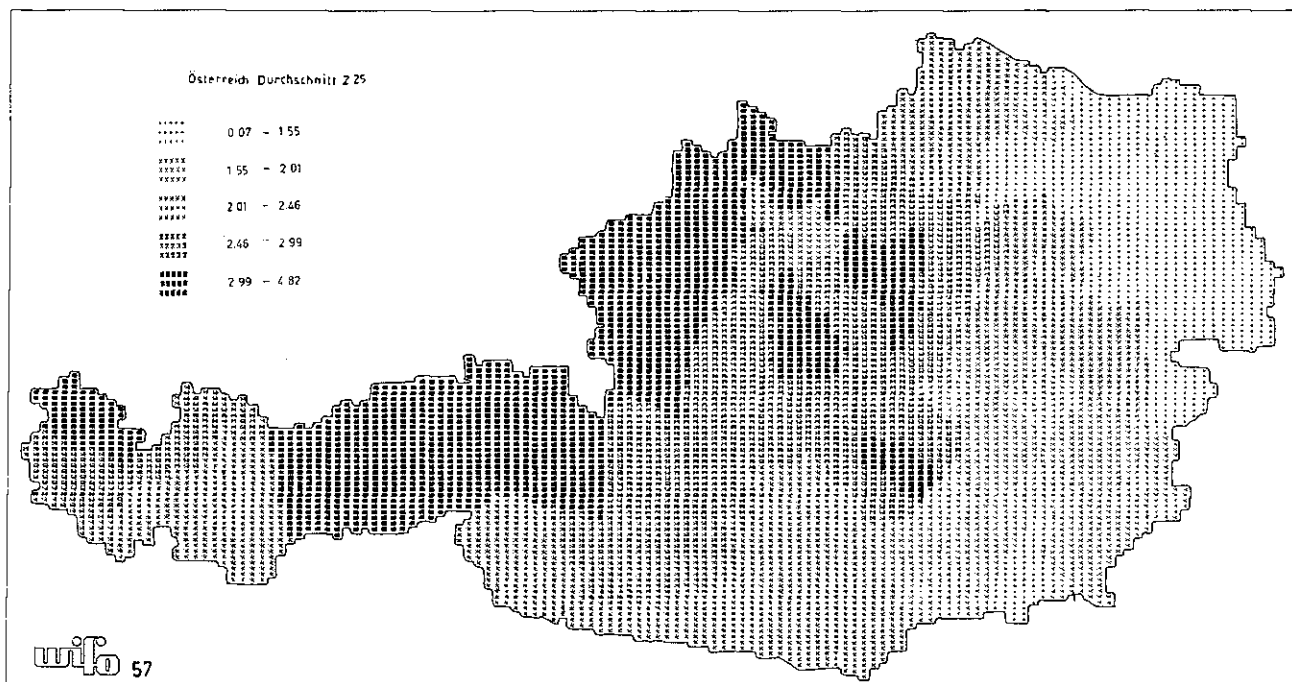 Österreich Durchschnitt 2 25
0 07 - 1 55
1 55 - 2 01
2 01 - 2 46
2.46 - 2 99
2 99 - 4 82
wifo 57